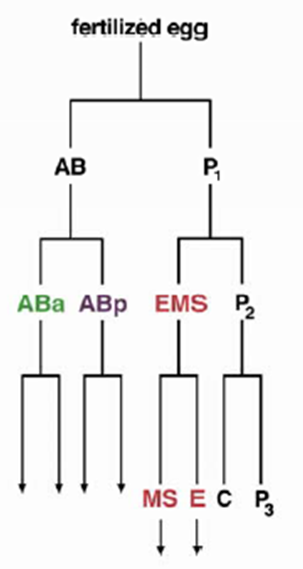 fertilized egg
AB P₁
ABa ABp EMS P₂
MS E C P₃